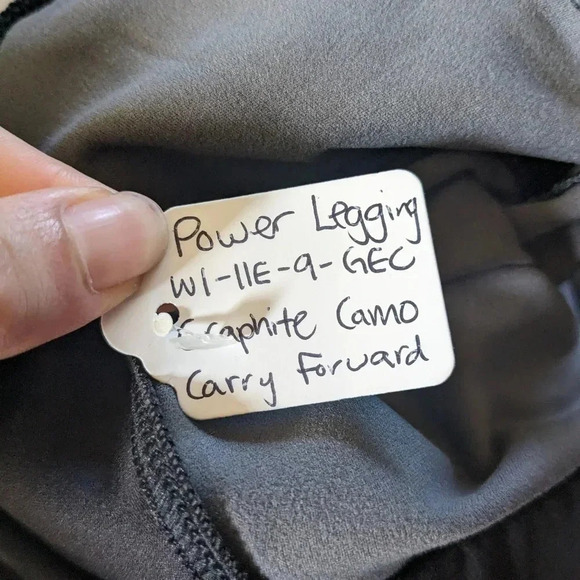 Power Legging
W1-11E-9-GEC
Graphite Camo
Carry Forward